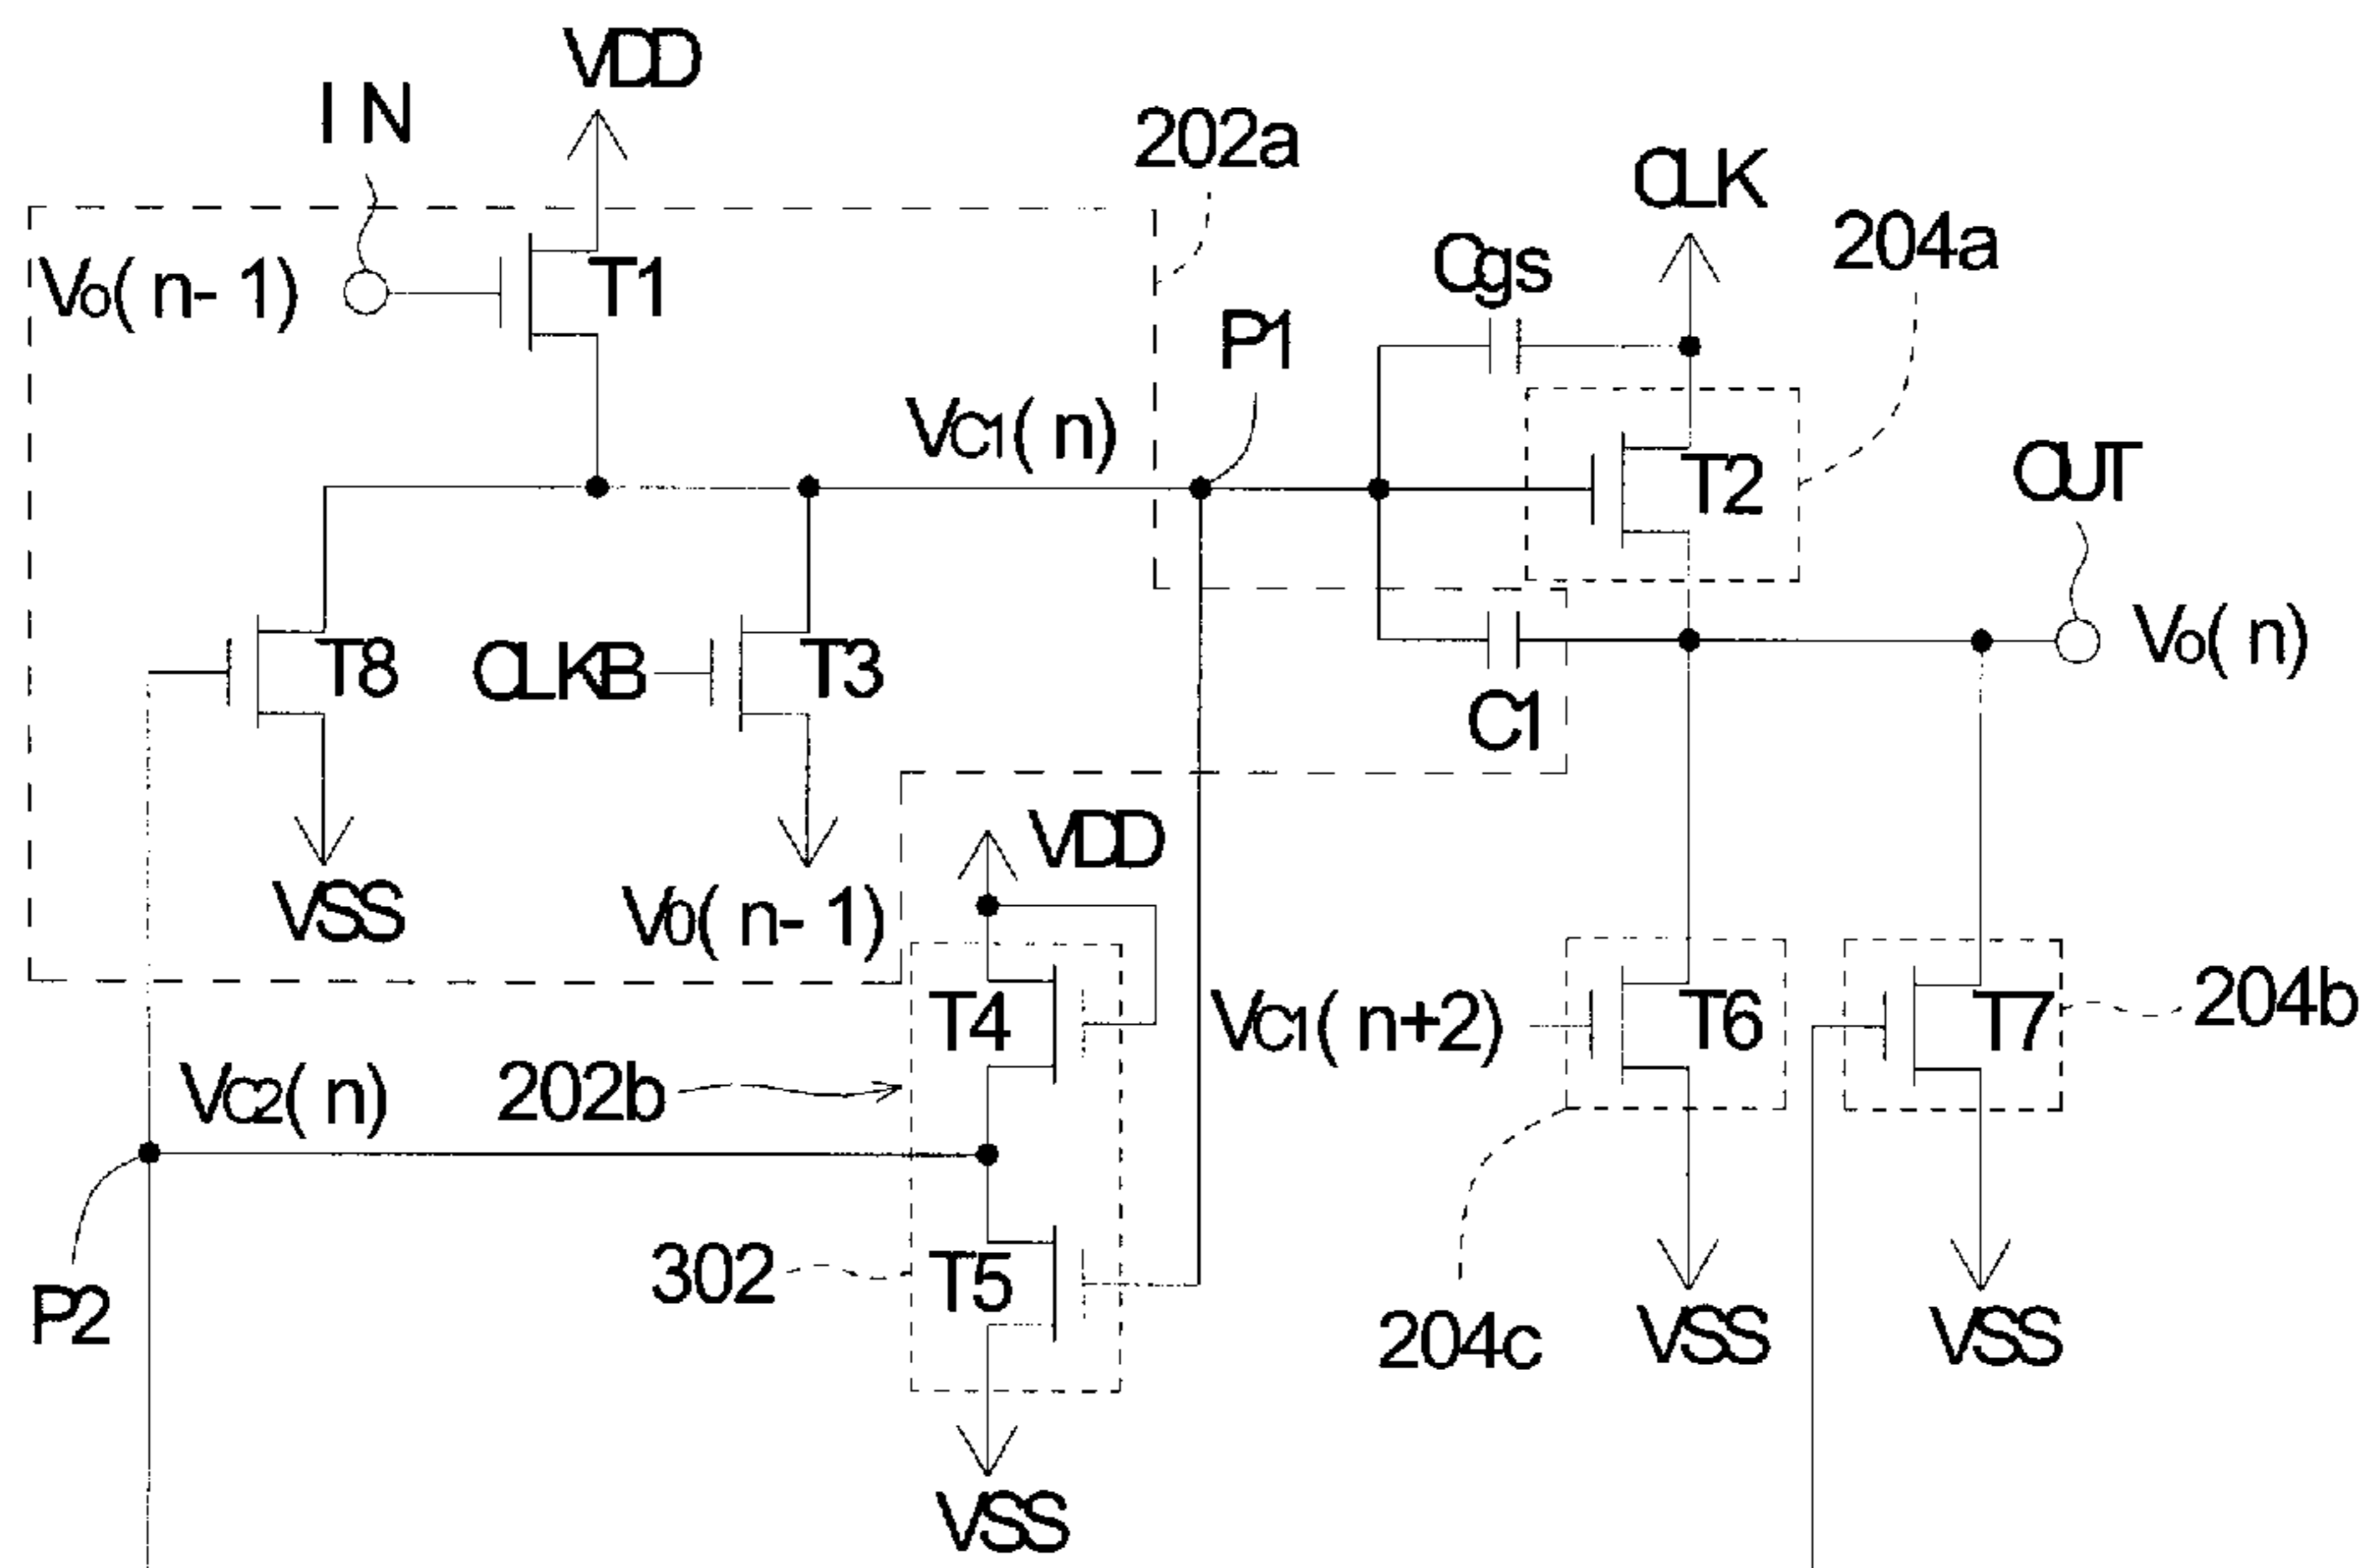 VDD
IN
202a
CLK
204a
Cgs
Vo(n-1)
T1
P1
VC1(n)
T2
OUT
T8
CLKB
T3
Vo(n)
C1
VDD
VSS
V0(n-1)
T4
VC1(n+2)
T6
T7
204b
VC2(n)
202b
302
T5
P2
204c
VSS
VSS
VSS